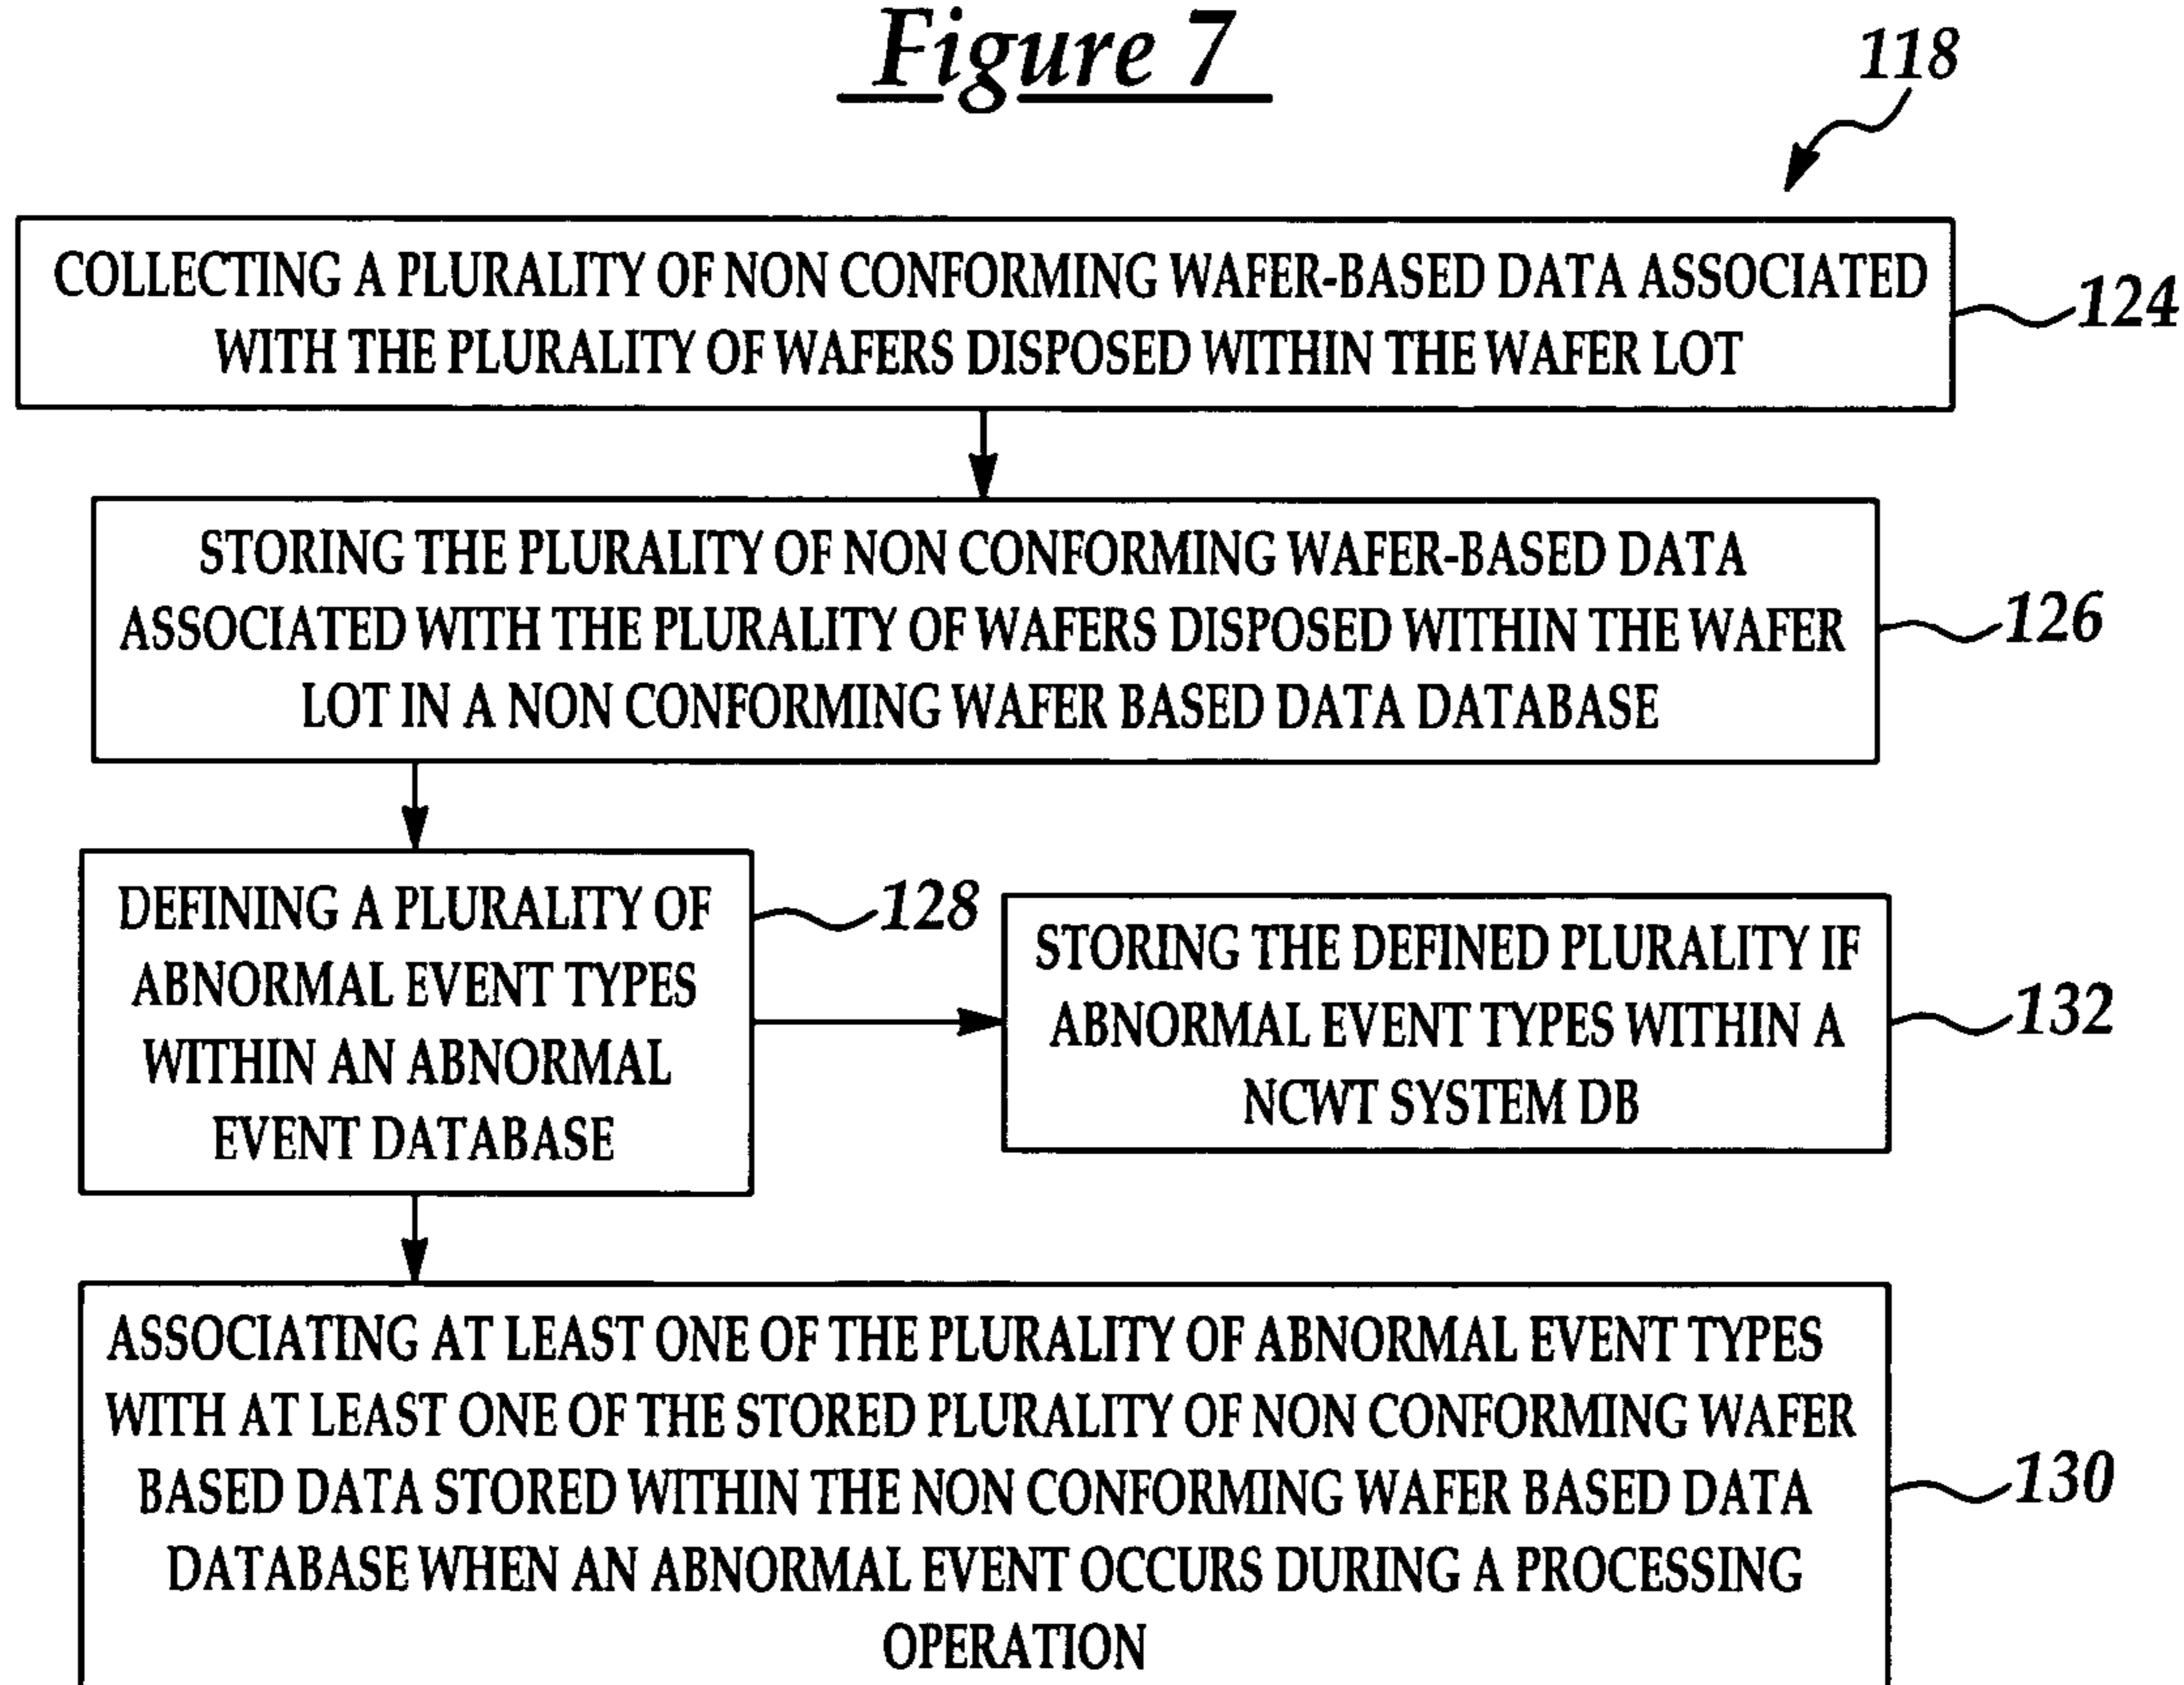 Figure 7
118
COLLECTING A PLURALITY OF NON CONFORMING WAFER-BASED DATA ASSOCIATED
WITH THE PLURALITY OF WAFERS DISPOSED WITHIN THE WAFER LOT
124
STORING THE PLURALITY OF NON CONFORMING WAFER-BASED DATA
ASSOCIATED WITH THE PLURALITY OF WAFERS DISPOSED WITHIN THE WAFER
LOT IN A NON CONFORMING WAFER BASED DATA DATABASE
126
DEFINING A PLURALITY OF
ABNORMAL EVENT TYPES
WITHIN AN ABNORMAL
EVENT DATABASE
128
STORING THE DEFINED PLURALITY IF
ABNORMAL EVENT TYPES WITHIN A
NCWT SYSTEM DB
132
ASSOCIATING AT LEAST ONE OF THE PLURALITY OF ABNORMAL EVENT TYPES
WITH AT LEAST ONE OF THE STORED PLURALITY OF NON CONFORMING WAFER
BASED DATA STORED WITHIN THE NON CONFORMING WAFER BASED DATA
DATABASE WHEN AN ABNORMAL EVENT OCCURS DURING A PROCESSING
OPERATION
130